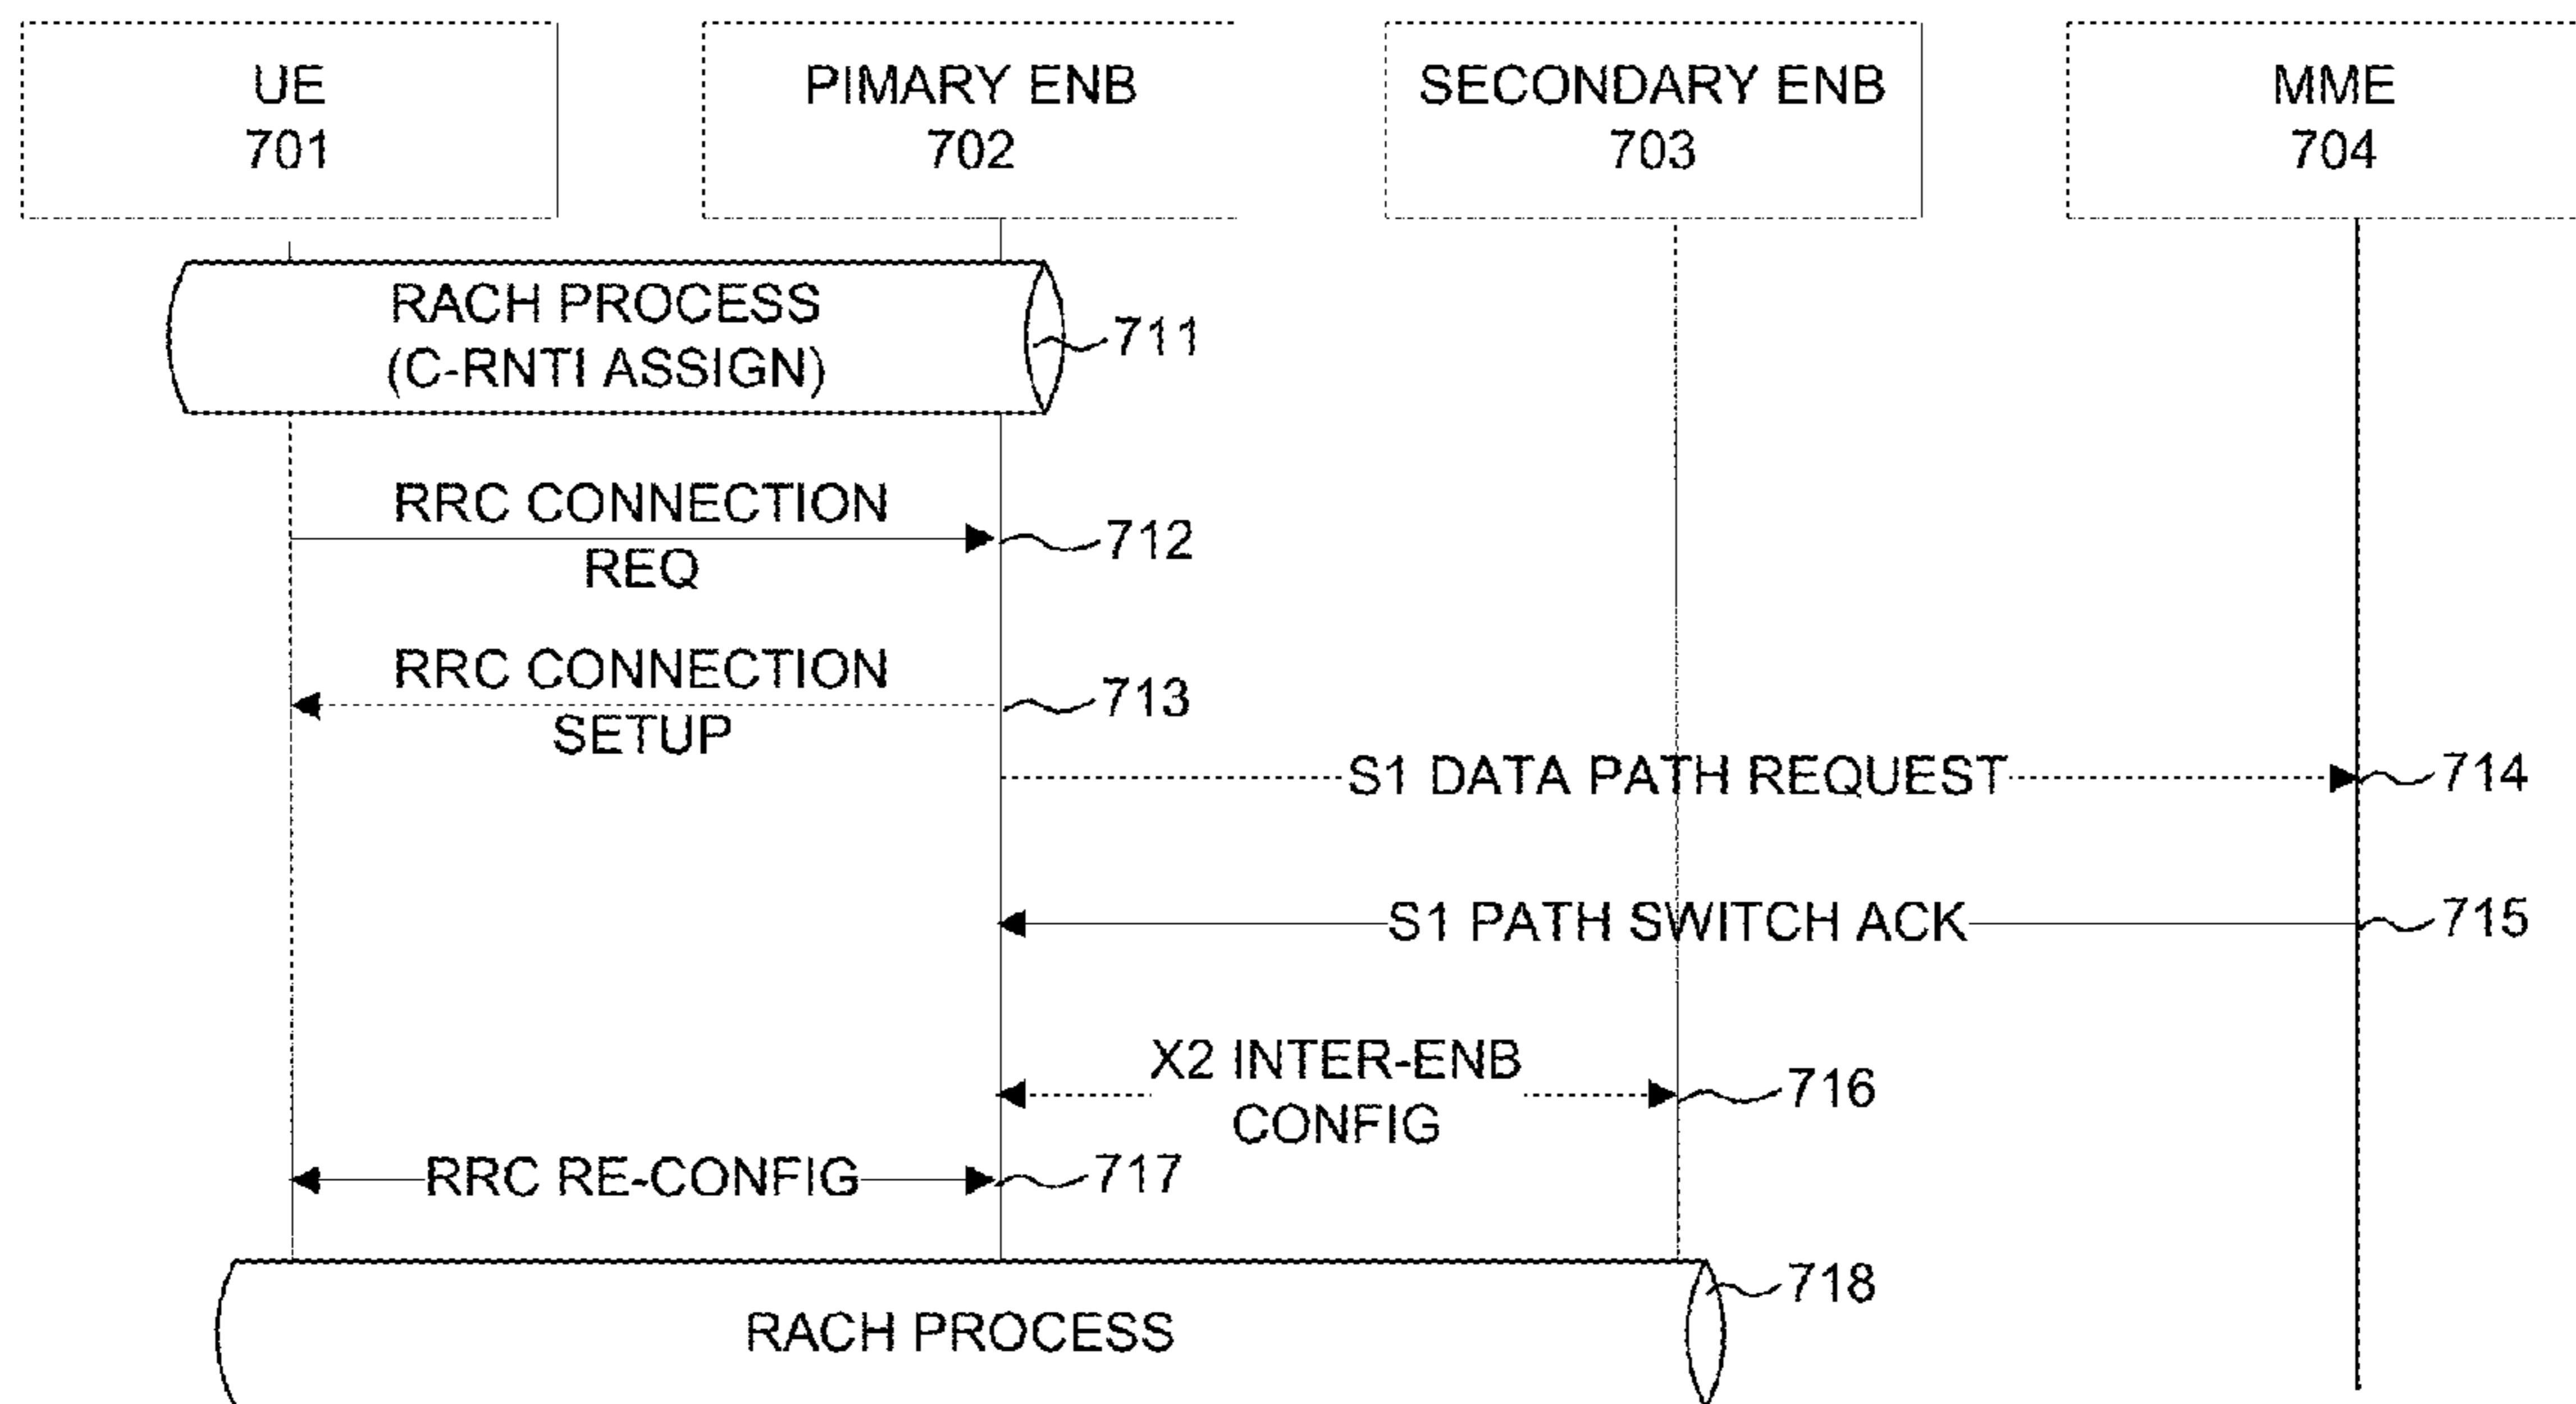 UE
701
PIMARY ENB
702
SECONDARY ENB
703
MME
704
RACH PROCESS
(C-RNTI ASSIGN)
711
RRC CONNECTION
REQ
712
RRC CONNECTION
SETUP
713
S1 DATA PATH REQUEST
714
S1 PATH SWITCH ACK
715
X2 INTER-ENB
CONFIG
716
RRC RE-CONFIG
717
RACH PROCESS
718